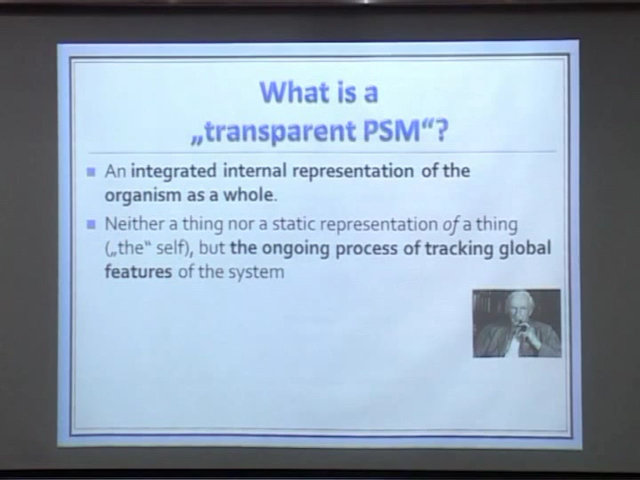 What is a
„transparent PSM“?
An integrated internal representation of the
organism as a whole.
Neither a thing nor a static representation of a thing
(„the“ self), but the ongoing process of tracking global
features of the system